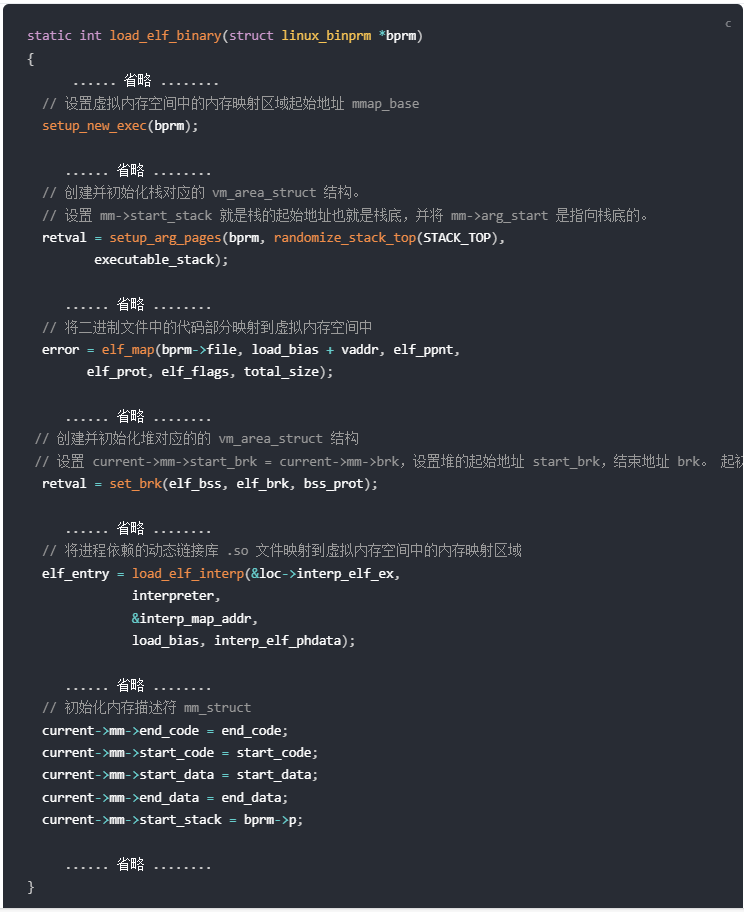 c
static int load_elf_binary(struct linux_binprm *bprm)
{
...... 省略 ........
// 设置虚拟内存空间中的内存映射区域起始地址 mmap_base
setup_new_exec(bprm);
...... 省略 ........
// 创建并初始化栈对应的 vm_area_struct 结构。
// 设置 mm->start_stack 就是栈的起始地址也就是栈底，并将 mm->arg_start 是指向栈底的。
retval = setup_arg_pages(bprm, randomize_stack_top(STACK_TOP),
executable_stack);
...... 省略 ........
// 将二进制文件中的代码部分映射到虚拟内存空间中
error = elf_map(bprm->file, load_bias + vaddr, elf_ppnt,
elf_prot, elf_flags, total_size);
...... 省略 ........
// 创建并初始化堆对应的的 vm_area_struct 结构
// 设置 current->mm->start_brk = current->mm->brk，设置堆的起始地址 start_brk，结束地址 brk。 起
retval = set_brk(elf_bss, elf_brk, bss_prot);
...... 省略 ........
// 将进程依赖的动态链接库 .so 文件映射到虚拟内存空间中的内存映射区域
elf_entry = load_elf_interp(&loc->interp_elf_ex,
interpreter,
&interp_map_addr,
load_bias, interp_elf_phdata);
...... 省略 ........
// 初始化内存描述符 mm_struct
current->mm->end_code = end_code;
current->mm->start_code = start_code;
current->mm->start_data = start_data;
current->mm->end_data = end_data;
current->mm->start_stack = bprm->p;
...... 省略 ........
}